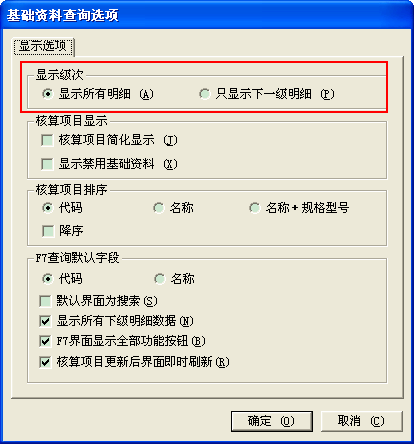 基础资料查询选项
显示选项
显示级次
显示所有明细 (A) 只显示下一级明细 (P)
核算项目显示
核算项目简化显示 (J)
显示禁用基础资料 (X)
核算项目排序
代码 名称 名称+规格型号
降序
F7查询默认字段
代码 名称
默认界面为搜索(S)
显示所有下级明细数据(N)
F7界面显示全部功能按钮(B)
核算项目更新后界面即时刷新(R)
确定 (O) 取消 (C)